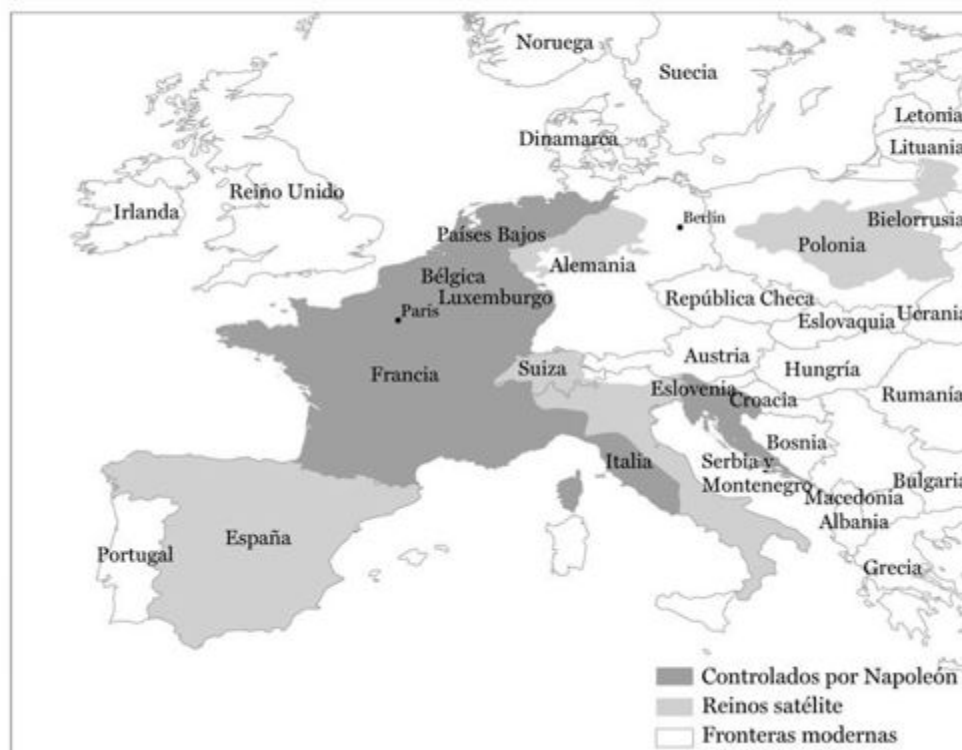 Noruega
Suecia
Letonia
Dinamarca
Lituania
Reino Unido
Irlanda
Berlín
Bielorrusia
Países Bajos
Polonia
Alemania
Bélgica
Luxemburgo
República Checa
París
Ucrania
Eslovaquia
Austria
Suiza
Hungría
Francia
Eslovenia
Croacia
Rumanía
Bosnia
Italia
Serbia y
Montenegro
Bulgaria
Macedonia
Albania
España
Portugal
Grecia
Controlados por Napoleón
Reinos satélite
Fronteras modernas